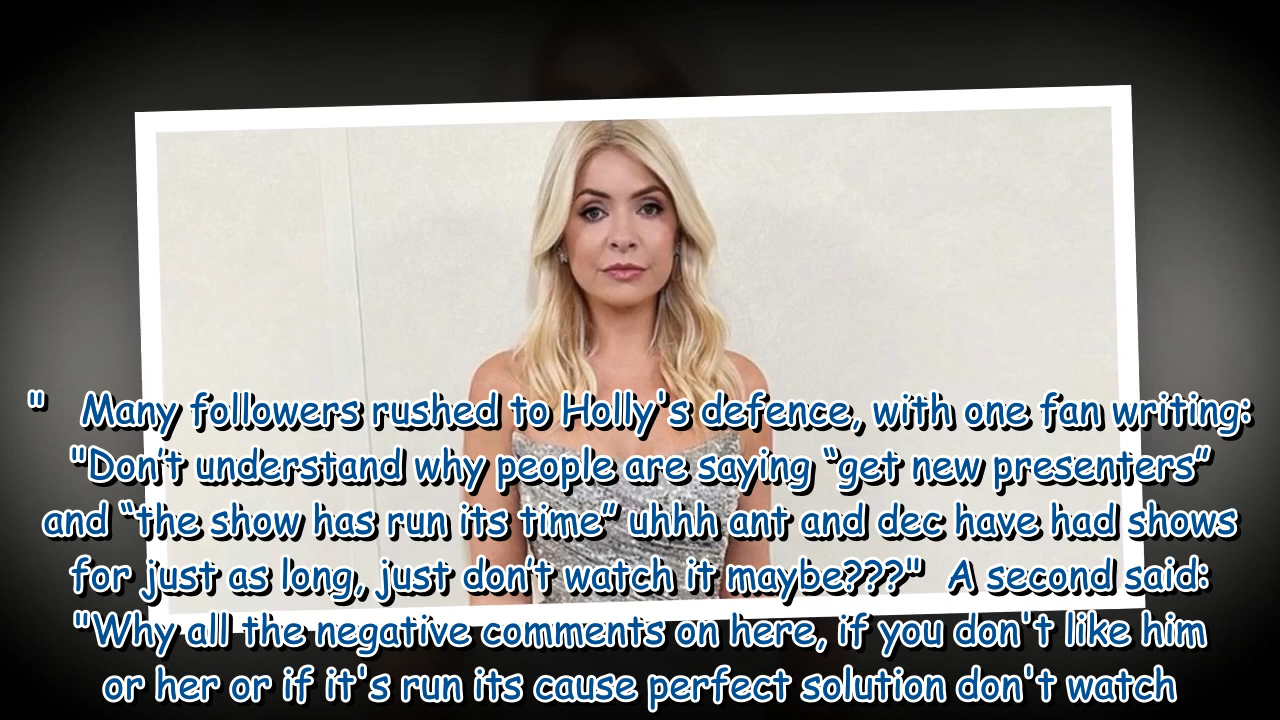 "   Many followers rushed to Holly's defence, with one fan writing:
"Don’t understand why people are saying “get new presenters”
and “the show has run its time” uhhh ant and dec have had shows
for just as long, just don’t watch it maybe???"  A second said:
"Why all the negative comments on here, if you don't like him
or her or if it's run its cause perfect solution don't watch